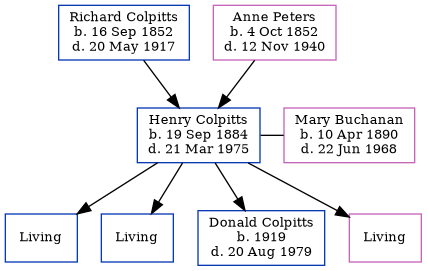 Richard Colpitts
b. 16 Sep 1852
d. 20 May 1917
Anne Peters
b. 4 Oct 1852
d. 12 Nov 1940
Henry Colpitts
b. 19 Sep 1884
d. 21 Mar 1975
Mary Buchanan
b. 10 Apr 1890
d. 22 Jun 1968
Living
Living
Donald Colpitts
b. 1919
d. 20 Aug 1979
Living